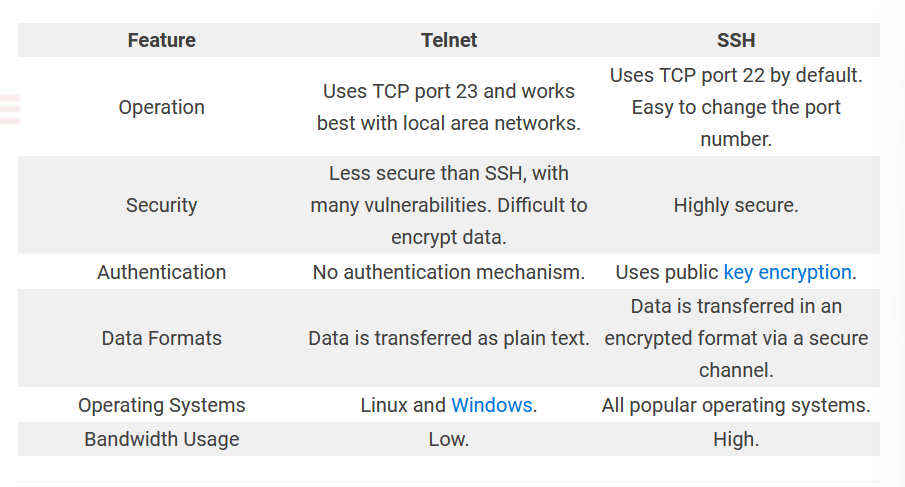 Feature Telnet SSH
Operation Uses TCP port 23 and works best with local area networks. Uses TCP port 22 by default. Easy to change the port number.
Security Less secure than SSH, with many vulnerabilities. Difficult to encrypt data. Highly secure.
Authentication No authentication mechanism. Uses public key encryption.
Data Formats Data is transferred as plain text. Data is transferred in an encrypted format via a secure channel.
Operating Systems Linux and Windows. All popular operating systems.
Bandwidth Usage Low. High.